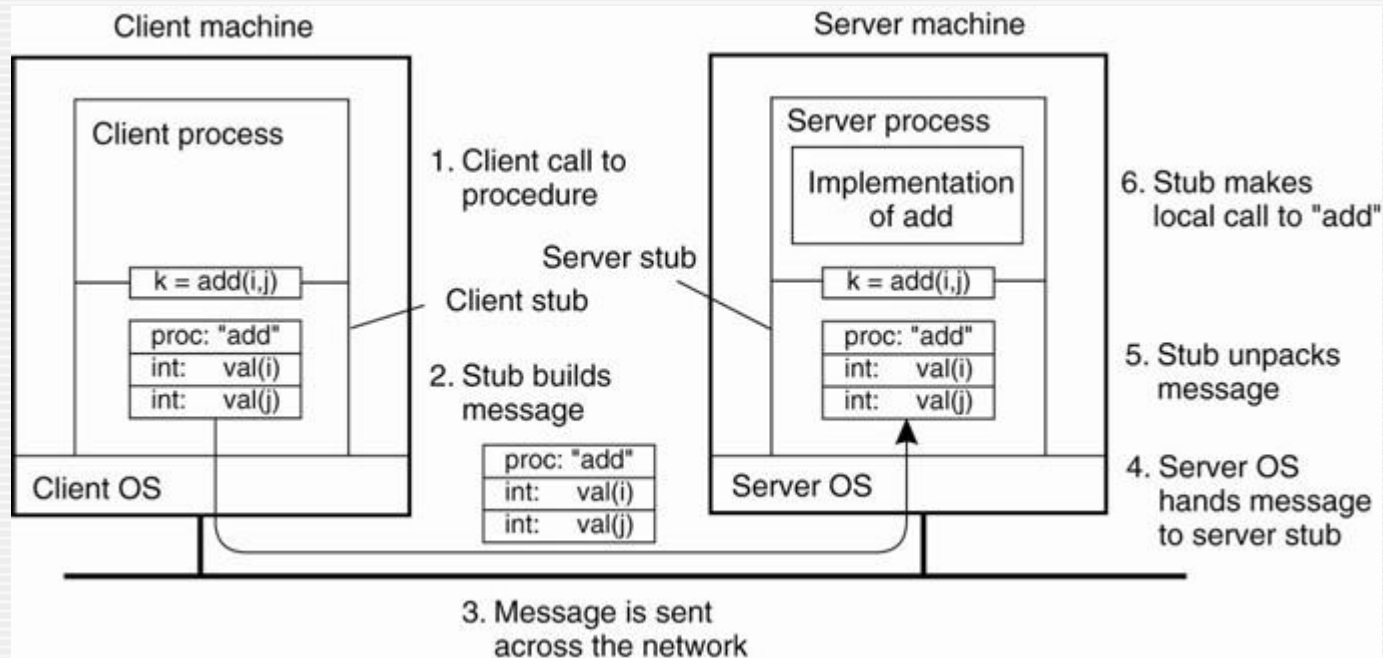 Client machine
Server machine
Client process
1. Client call to
procedure
Server process
Implementation
of add
6. Stub makes
local call to "add"
Server stub
k = add(i,j)
k = add(i,j)
Client stub
proc: "add"
int: val(i)
int: val(j)
2. Stub builds
message
proc: "add"
int: val(i)
int: val(j)
5. Stub unpacks
message
proc: "add"
int: val(i)
int: val(j)
Client OS
Server OS
4. Server OS
hands message
to server stub
3. Message is sent
across the network